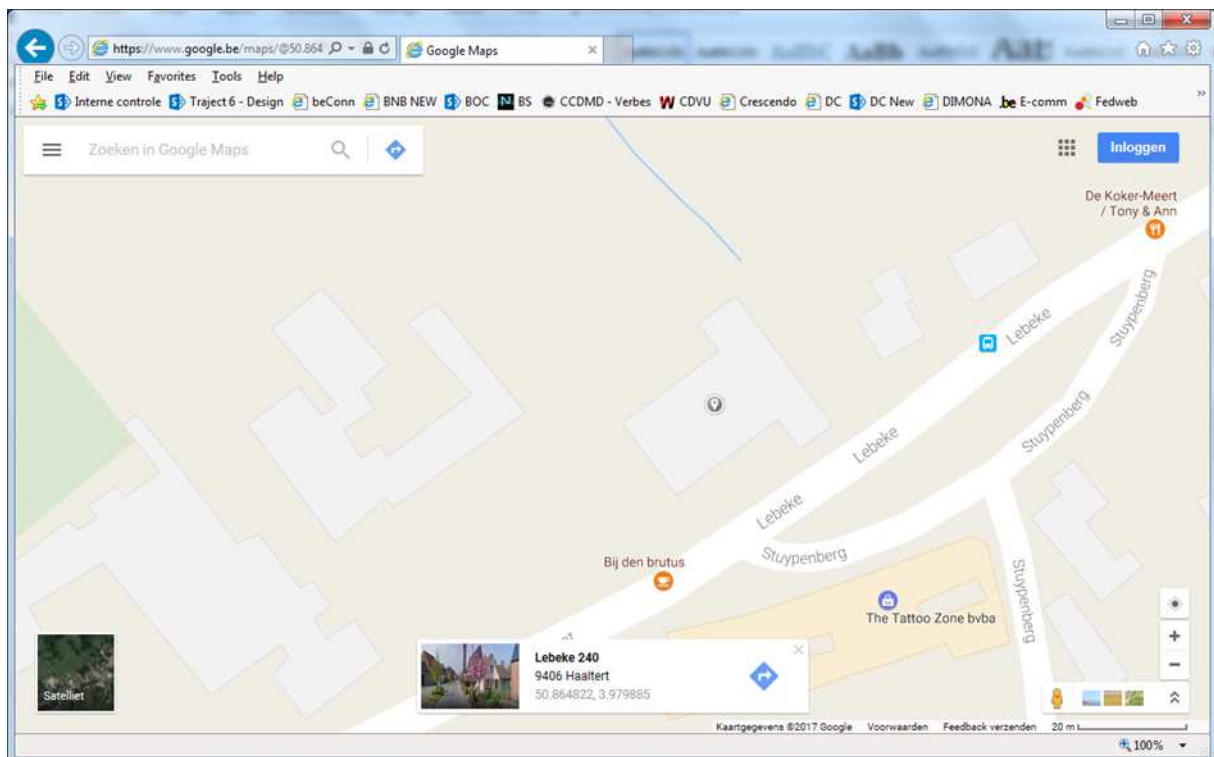 https://www.google.be/maps/@50.864
Google Maps
File Edit View Favorites Tools Help
Interne controle Traject 6 - Design beConn BNB NEW BOC BS CCDMD - Verbes CDVU Crescendo DC DC New DIMONA .be E-comm Fedweb
Zoeken in Google Maps
Inloggen
De Koker-Meert
/ Tony & Ann
Stuypenberg
Lebeke
Stuypenberg
Lebeke
Lebeke
Stuypenberg
Bij den brutus
Stuypenberg
The Tattoo Zone bvba
Lebeke 240
9406 Haaltert
50.864822, 3.979885
Satelliet
Kaartgegevens ©2017 Google Voorwaarden Feedback verzenden 20 m
100%